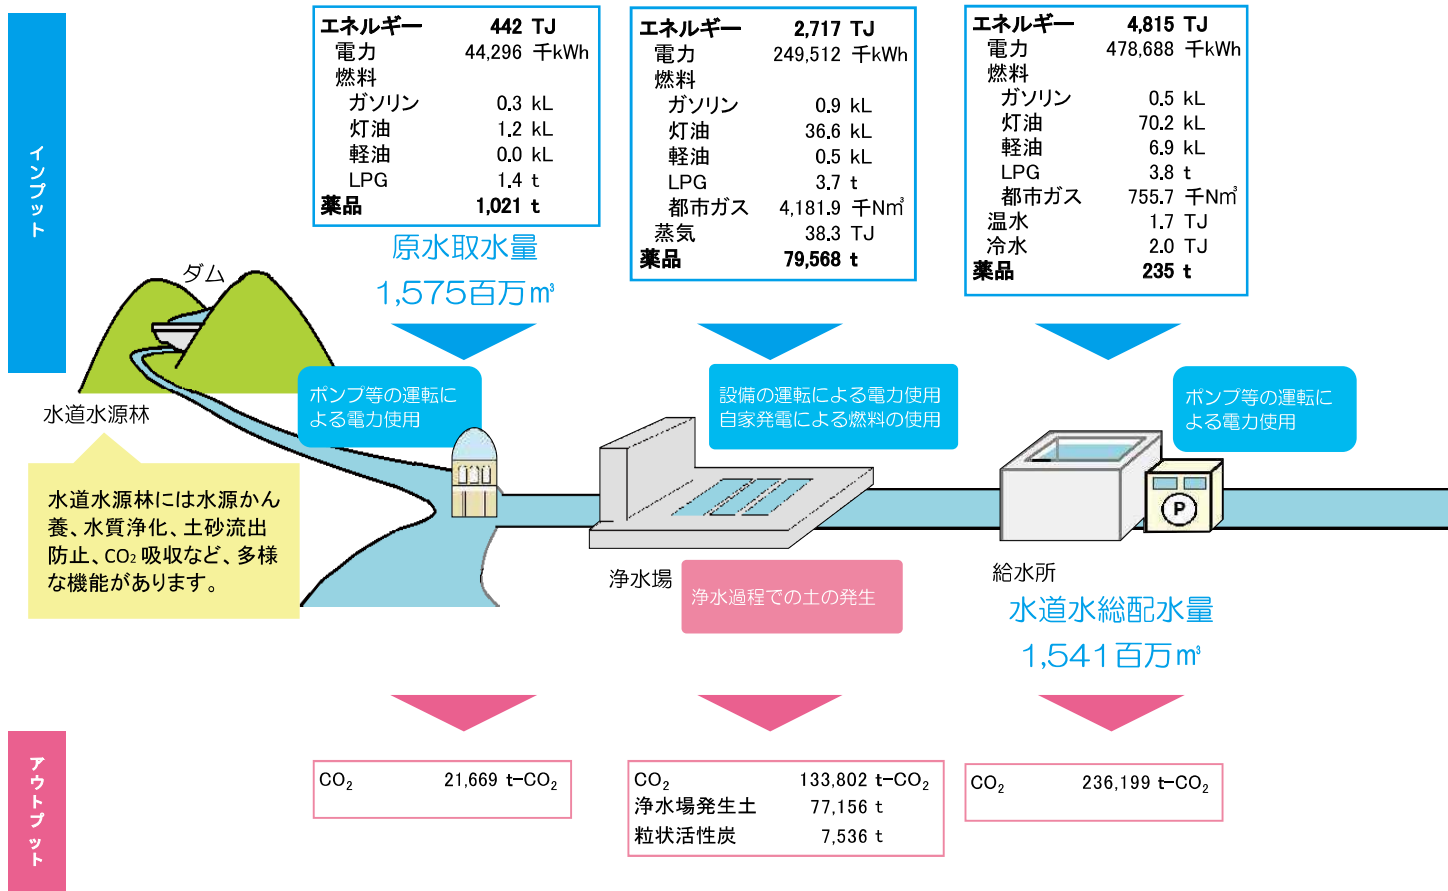 インプット
エネルギー 442 TJ
電力 44,296 千kWh
燃料
ガソリン 0.3 kL
灯油 1.2 kL
軽油 0.0 kL
LPG 1.4 t
薬品 1,021 t
エネルギー 2,717 TJ
電力 249,512 千kWh
燃料
ガソリン 0.9 kL
灯油 36.6 kL
軽油 0.5 kL
LPG 3.7 t
都市ガス 4,181.9 千N㎥
蒸気 38.3 TJ
薬品 79,568 t
エネルギー 4,815 TJ
電力 478,688 千kWh
燃料
ガソリン 0.5 kL
灯油 70.2 kL
軽油 6.9 kL
LPG 3.8 t
都市ガス 755.7 千N㎥
温水 1.7 TJ
冷水 2.0 TJ
薬品 235 t
原水取水量
1,575百万㎥
ダム
水道水源林
水道水源林には水源かん
養、水質浄化、土砂流出
防止、CO₂ 吸収など、多様
な機能があります。
ポンプ等の運転に
よる電力使用
設備の運転による電力使用
自家発電による燃料の使用
ポンプ等の運転に
よる電力使用
P
浄水場
浄水過程での土の発生
給水所
水道水総配水量
1,541百万㎥
アウトプット
CO₂ 21,669 t-CO₂
CO₂ 133,802 t-CO₂
浄水場発生土 77,156 t
粒状活性炭 7,536 t
CO₂ 236,199 t-CO₂